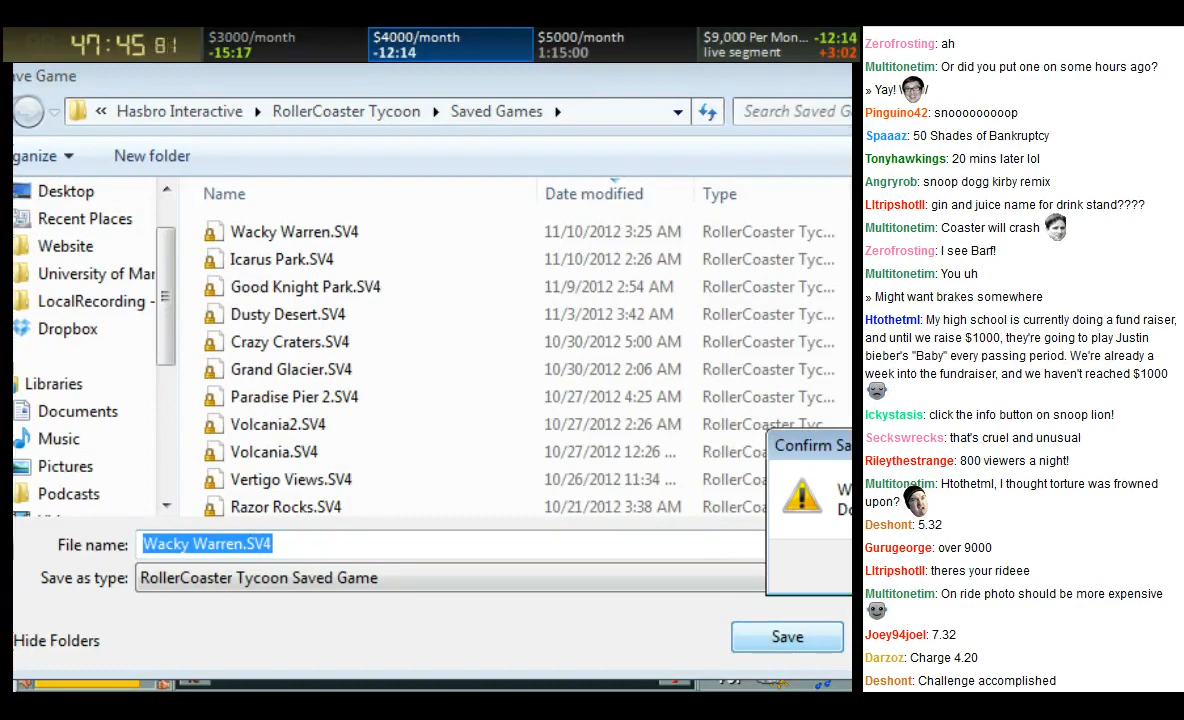 47:45 81
$3000/month
-15:17
$4000/month
-12:14
$5000/month
1:15:00
$9,000 Per Mon... -12:14
live segment +3:02
ve Game
« Hasbro Interactive RollerCoaster Tycoon Saved Games
Search Saved G
ganize New folder
Desktop
Recent Places
Website
University of Mar
LocalRecording -
Dropbox
Libraries
Documents
Music
Pictures
Podcasts
Name Date modified Type
Wacky Warren.SV4 11/10/2012 3:25 AM RollerCoaster Tyc...
Icarus Park.SV4 11/10/2012 2:26 AM RollerCoaster Tyc...
Good Knight Park.SV4 11/9/2012 2:54 AM RollerCoaster Tyc...
Dusty Desert.SV4 11/3/2012 3:42 AM RollerCoaster Tyc...
Crazy Craters.SV4 10/30/2012 5:00 AM RollerCoaster Tyc...
Grand Glacier.SV4 10/30/2012 2:06 AM RollerCoaster Tyc...
Paradise Pier 2.SV4 10/27/2012 4:25 AM RollerCoaster Tyc...
Volcania2.SV4 10/27/2012 2:26 AM RollerCoaster Tyc...
Volcania.SV4 10/27/2012 12:26 ... RollerCoa
Vertigo Views.SV4 10/26/2012 11:34 ... RollerCoa
Razor Rocks.SV4 10/21/2012 3:38 AM RollerCoa
Confirm Sa
W
Do
File name: Wacky Warren.SV4
Save as type: RollerCoaster Tycoon Saved Game
Hide Folders
Save
Zerofrosting: ah
Multitonetim: Or did you put one on some hours ago?
» Yay! \ /
Pinguino42: snoooooooop
Spaaaz: 50 Shades of Bankruptcy
Tonyhawkings: 20 mins later lol
Angryrob: snoop dogg kirby remix
Lltripshotll: gin and juice name for drink stand????
Multitonetim: Coaster will crash
Zerofrosting: I see Barf!
Multitonetim: You uh
» Might want brakes somewhere
Htothetml: My high school is currently doing a fund raiser,
and until we raise $1000, they're going to play Justin
bieber's "Baby" every passing period. We're already a
week into the fundraiser, and we haven't reached $1000
Ickystasis: click the info button on snoop lion!
Seckswrecks: that's cruel and unusual
Rileythestrange: 800 viewers a night!
Multitonetim: Htothetml, I thought torture was frowned
upon?
Deshont: 5.32
Gurugeorge: over 9000
Lltripshotll: theres your rideee
Multitonetim: On ride photo should be more expensive
Joey94joel: 7.32
Darzoz: Charge 4.20
Deshont: Challenge accomplished